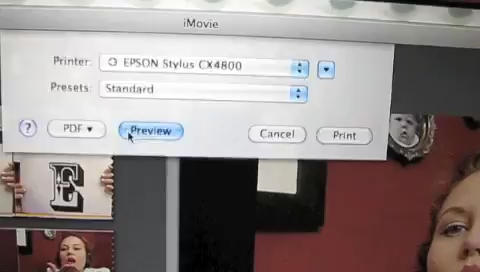 iMovie
Printer: EPSON Stylus CX4800
Presets: Standard
? PDF ▾ Preview Cancel Print
E